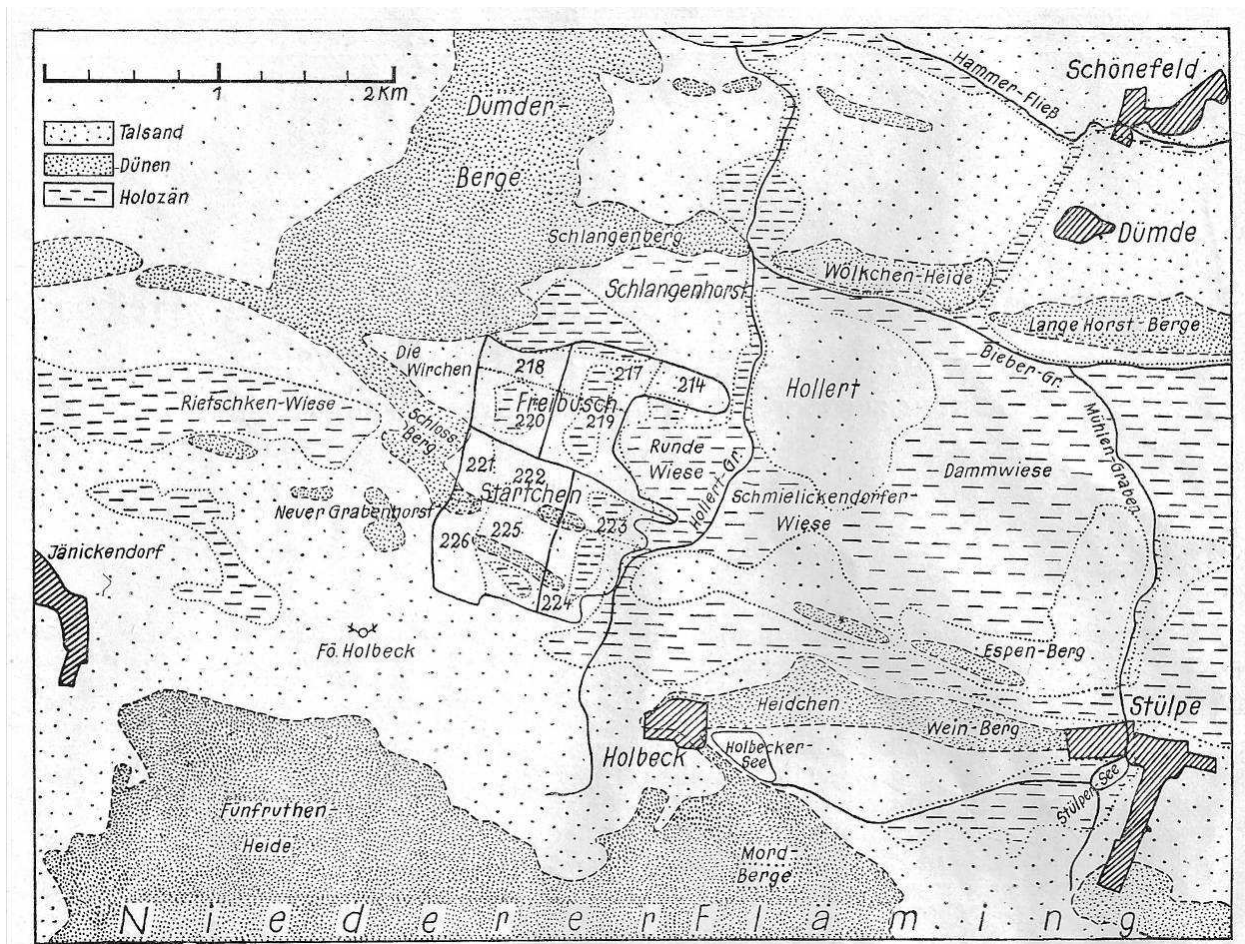 1
2 Km
Talsand
Dünen
Holozän
Dümder-
Berge
Hammer-Fließ
Schönefeld
Dümde
Schlangenberg
Schlangenhorst
Wölkchen-Heide
Lange Horst-Berge
Bieber-Gr.
Die
Wirchen
218
217
214
Hollert
Rietschken-Wiese
Freibusch
220
219
Schloss-
Berg
Runde
Wiese
Mühlen-Graben
221
222
Stärtchen
Dammwiese
Hollert-Gr.
Schmielickendorfer-
Wiese
Neuer Grabenhorst
223
225
226
224
Jänickendorf
Fö. Holbeck
Espen-Berg
Heidchen
Wein-Berg
Stülpe
Holbeck
Holbecker-
See
Stülper-See
Fünfruthen-
Heide
Mord-
Berge
Niederer Fläming